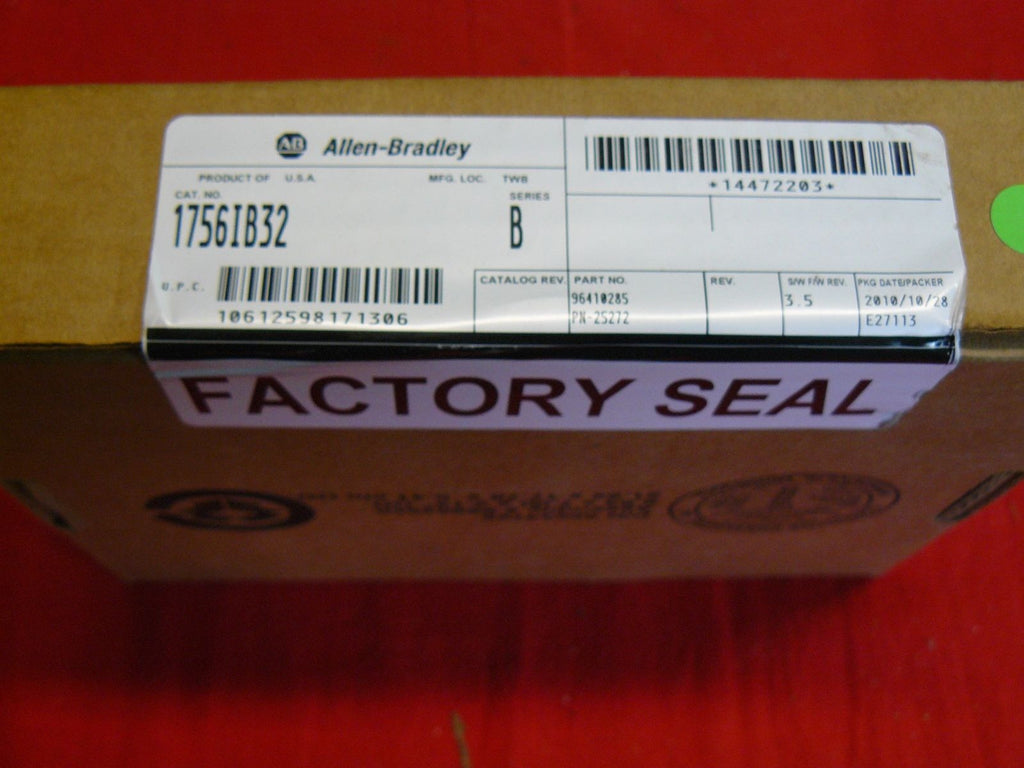 AB Allen-Bradley
PRODUCT OF U.S.A. MFG. LOC. TWB
CAT. NO. SERIES
1756IB32 B
U.P.C.
10612598171306
*14472203*
CATALOG REV. PART NO. REV. S/W F/W REV. PKG DATE/PACKER
96410285 3.5 2010/10/28
PN-25272 E27113
FACTORY SEAL